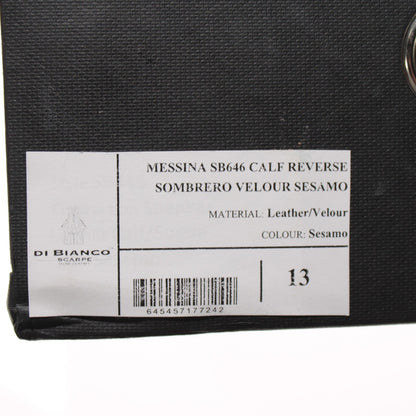 MESSINA SB646 CALF REVERSE
SOMBRERO VELOUR SESAMO
MATERIAL: Leather/Velour
COLOUR: Sesamo
DI BIANCO
SCARPE
13
645457177242